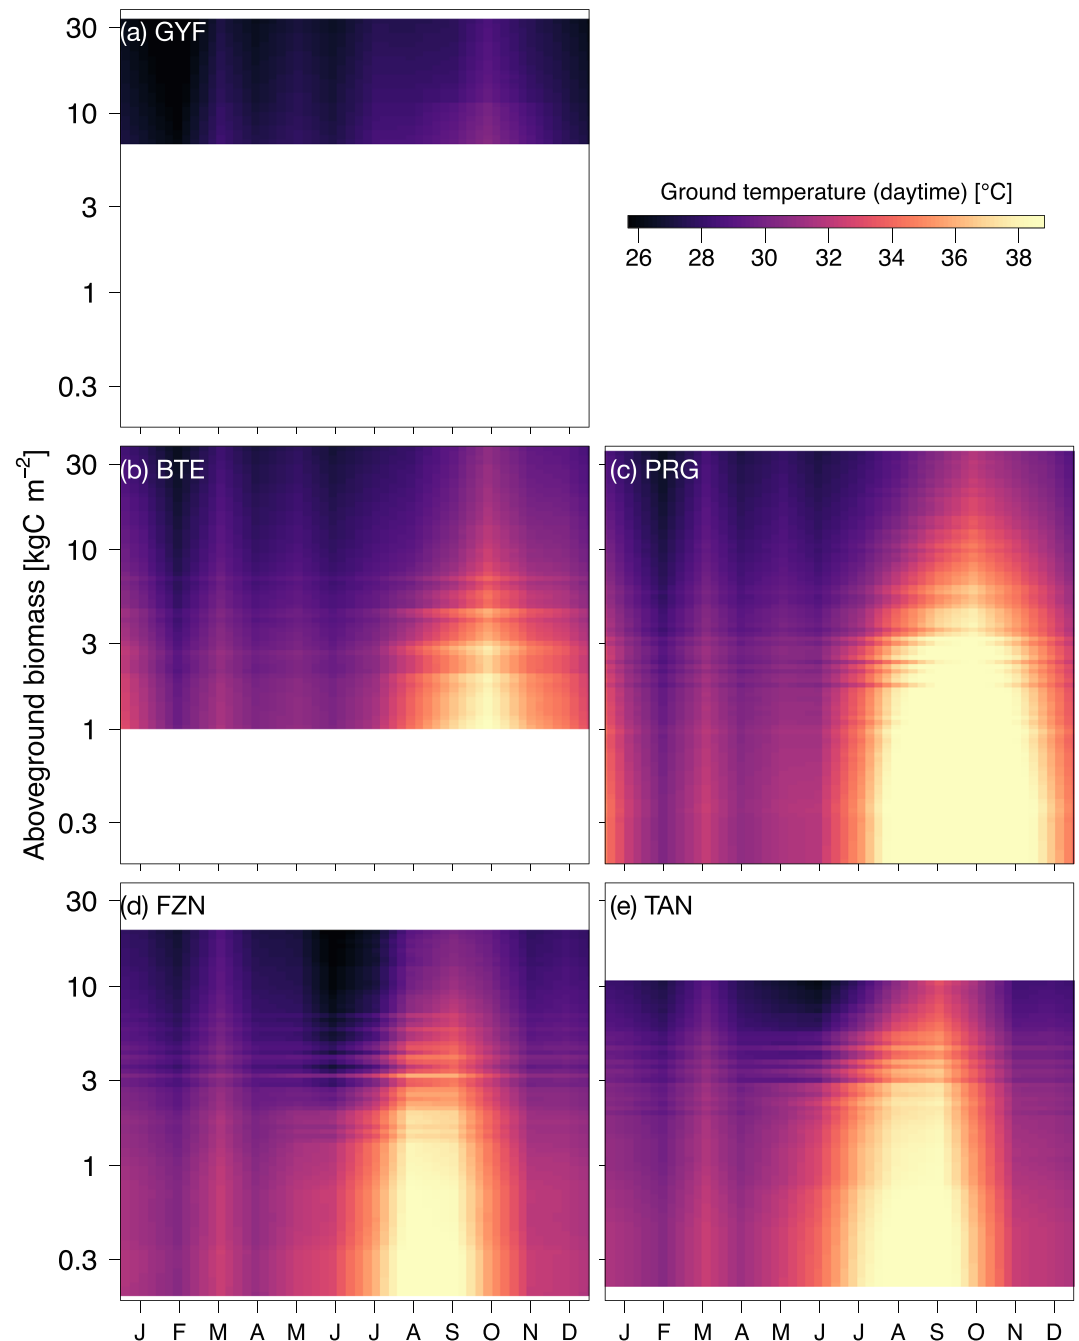 (a) GYF
30
10
3
1
0.3
Ground temperature (daytime) [°C]
26 28 30 32 34 36 38
Aboveground biomass [kgC m⁻²]
(b) BTE
30
10
3
1
0.3
(c) PRG
(d) FZN
30
10
3
1
0.3
J F M A M J J A S O N D
(e) TAN
J F M A M J J A S O N D